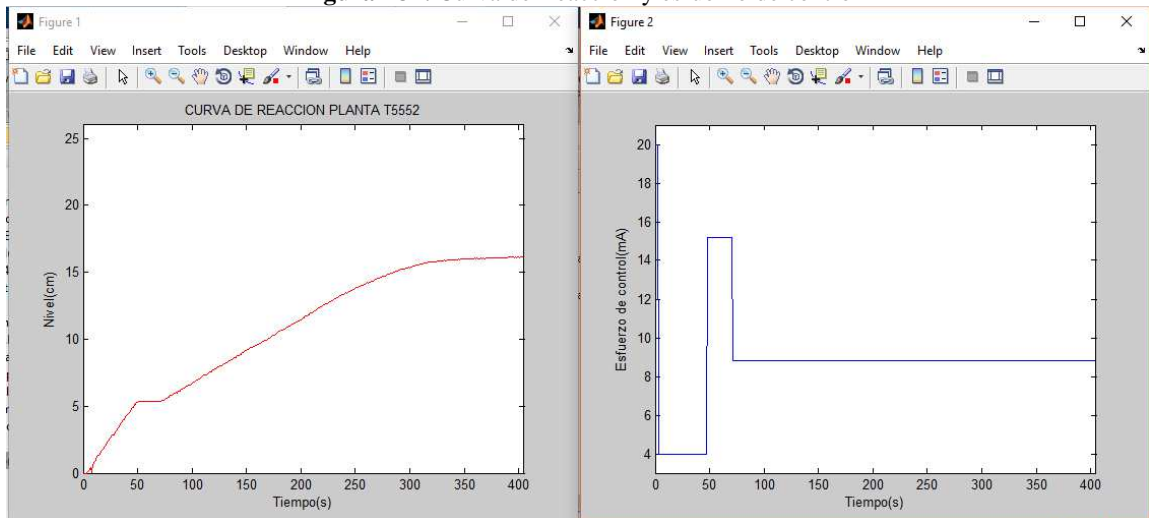 Figure 1
File Edit View Insert Tools Desktop Window Help
CURVA DE REACCION PLANTA T5552
25
20
15
10
5
0
Nivel(cm)
0 50 100 150 200 250 300 350 400
Tiempo(s)
Figure 2
File Edit View Insert Tools Desktop Window Help
20
18
16
14
12
10
8
6
4
Esfuerzo de control(mA)
0 50 100 150 200 250 300 350 400
Tiempo(s)